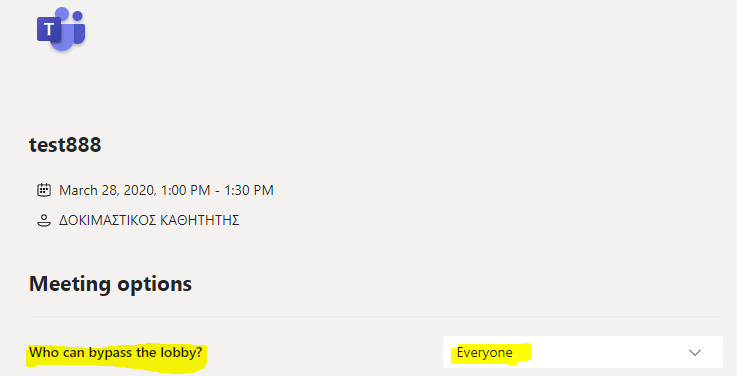 T
test888
March 28, 2020, 1:00 PM - 1:30 PM
ΔΟΚΙΜΑΣΤΙΚΟΣ ΚΑΘΗΤΗΤΗΣ
Meeting options
Who can bypass the lobby? Everyone